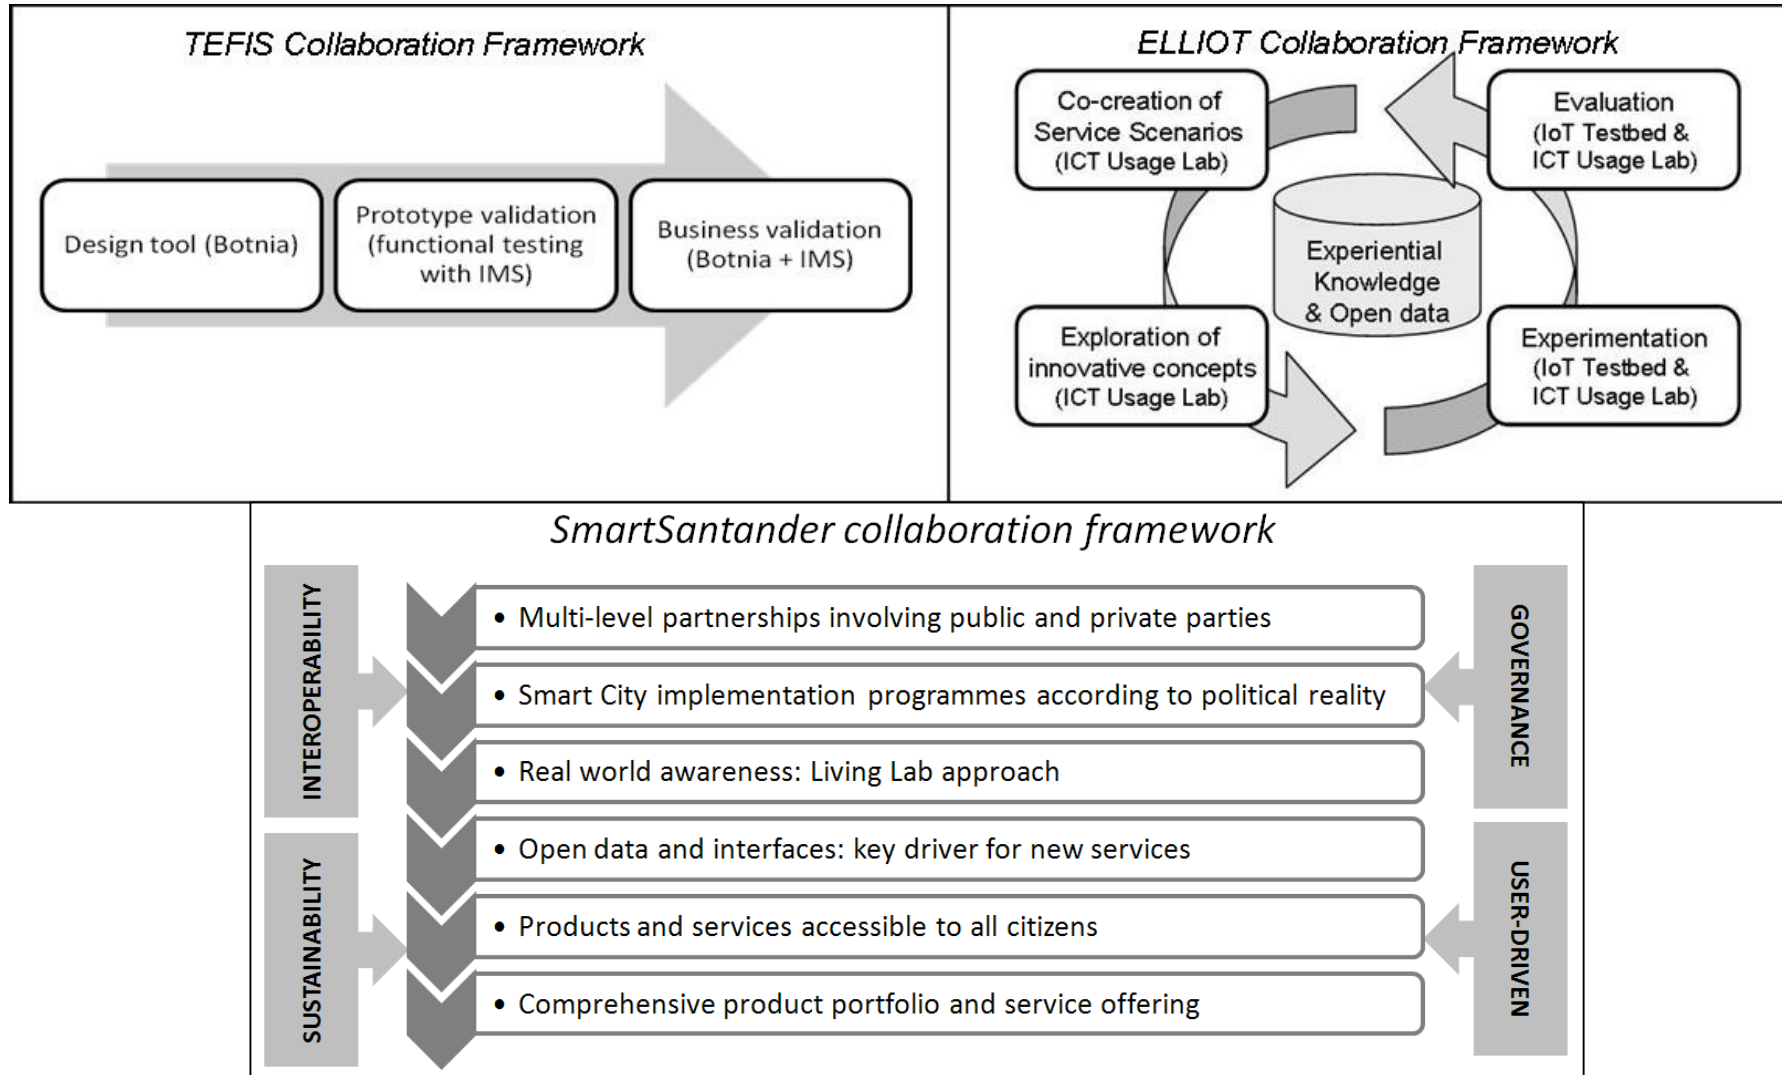 TEFIS Collaboration Framework
Design tool (Botnia)
Prototype validation
(functional testing
with IMS)
Business validation
(Botnia + IMS)
ELLIOT Collaboration Framework
Co-creation of
Service Scenarios
(ICT Usage Lab)
Evaluation
(IoT Testbed &
ICT Usage Lab)
Experiential
Knowledge
& Open data
Exploration of
innovative concepts
(ICT Usage Lab)
Experimentation
(IoT Testbed &
ICT Usage Lab)
SmartSantander collaboration framework
INTEROPERABILITY
SUSTAINABILITY
• Multi-level partnerships involving public and private parties
• Smart City implementation programmes according to political reality
• Real world awareness: Living Lab approach
• Open data and interfaces: key driver for new services
• Products and services accessible to all citizens
• Comprehensive product portfolio and service offering
GOVERNANCE
USER-DRIVEN